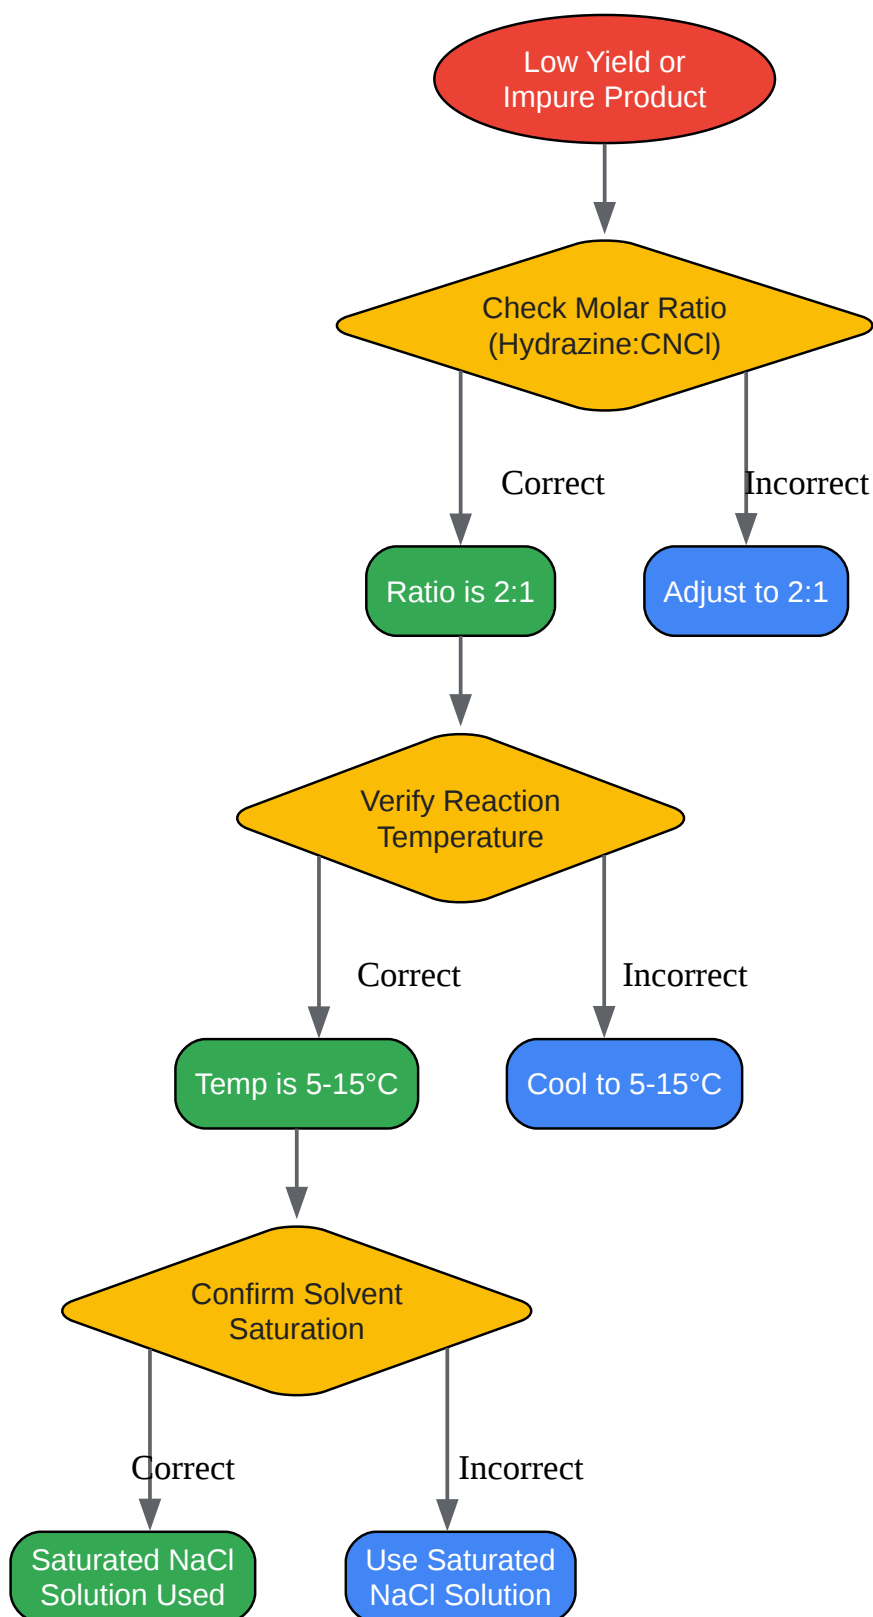 Low Yield or
Impure Product
Check Molar Ratio
(Hydrazine:CNCl)
Correct
Incorrect
Ratio is 2:1
Adjust to 2:1
Verify Reaction
Temperature
Correct
Incorrect
Temp is 5-15°C
Cool to 5-15°C
Confirm Solvent
Saturation
Correct
Incorrect
Saturated NaCl
Solution Used
Use Saturated
NaCl Solution